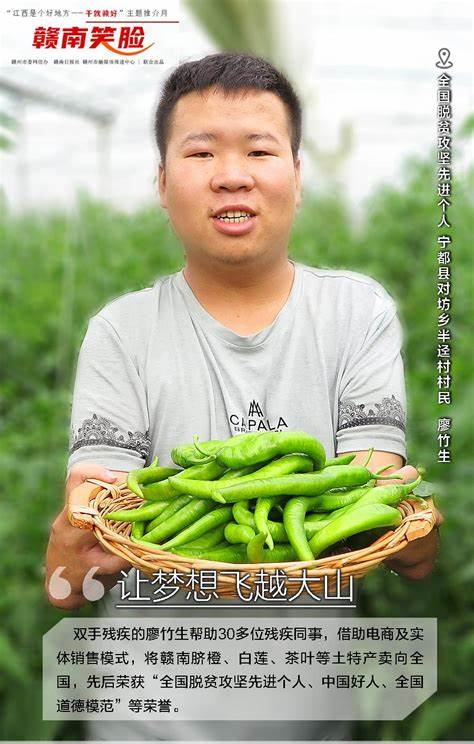 “江西是个好地方——干就赣好”主题推介月
赣南笑脸
赣州市委网信办 赣南日报社 赣州市融媒体推进中心 | 联合出品
全国脱贫攻坚先进个人 宁都县对坊乡半迳村村民 廖竹生
CAPALA
让梦想飞越大山
双手残疾的廖竹生帮助30多位残疾同事，借助电商及实
体销售模式，将赣南脐橙、白莲、茶叶等土特产卖向全
国，先后荣获“全国脱贫攻坚先进个人、中国好人、全国
道德模范”等荣誉。